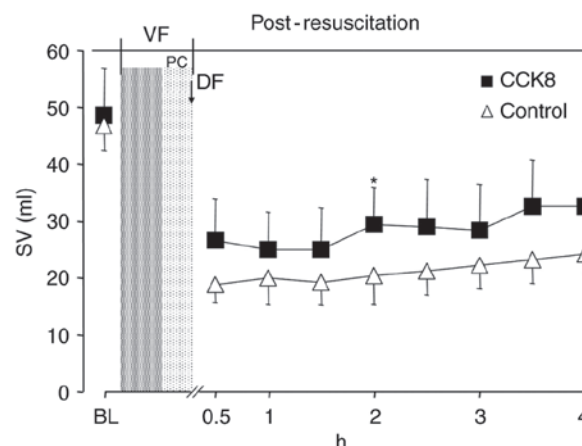 VF
Post-resuscitation
PC
DF
CCK8
Control
*
SV (ml)
60
50
40
30
20
10
0
BL
0.5
1
2
3
4
h